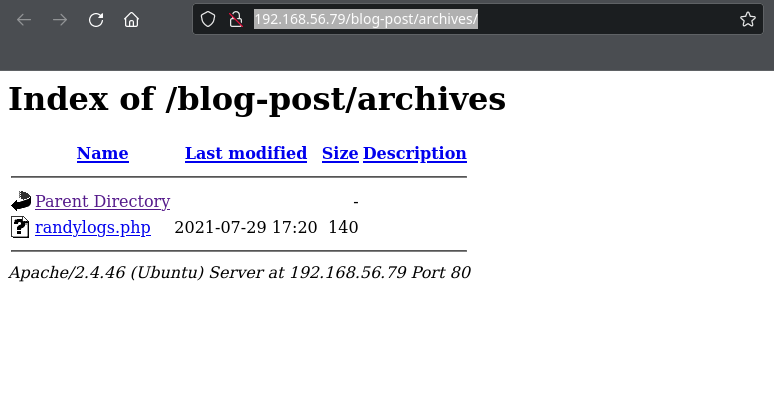 192.168.56.79/blog-post/archives/
Index of /blog-post/archives
Name Last modified Size Description
Parent Directory -
randylogs.php 2021-07-29 17:20 140
Apache/2.4.46 (Ubuntu) Server at 192.168.56.79 Port 80